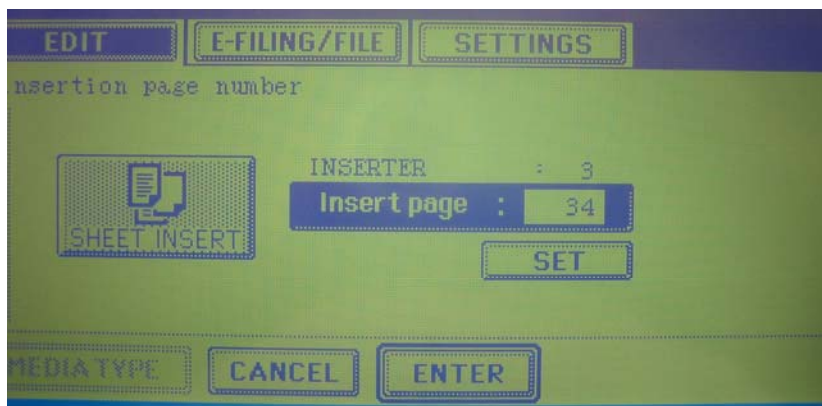 EDIT E-FILING/FILE SETTINGS
nsertion page number
INSERTER : 3
Insert page : 34
SHEET INSERT
SET
MEDIA TYPE CANCEL ENTER